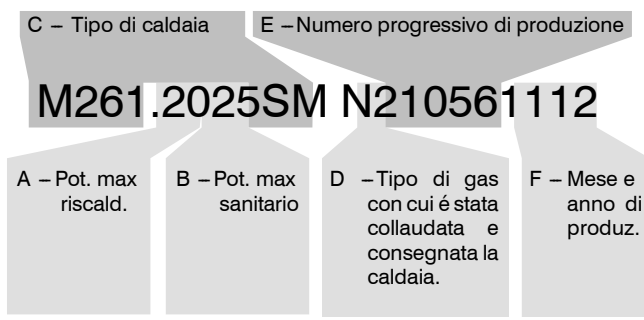 C – Tipo di caldaia
E – Numero progressivo di produzione
M261.2025SM N210561112
A – Pot. max
riscald.
B – Pot. max
sanitario
D – Tipo di gas
con cui é stata
collaudata e
consegnata la
caldaia.
F – Mese e
anno di
produz.